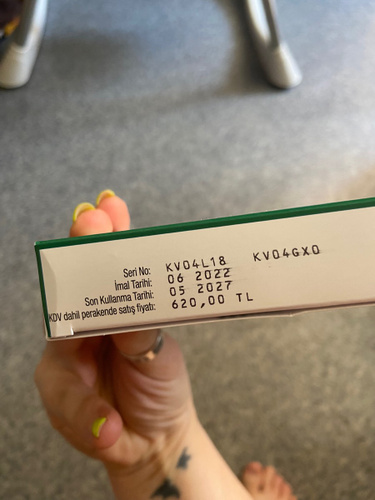 Seri No: KV04L18 KV04GX0
İmal Tarihi: 06 2022
Son Kullanma Tarihi: 05 2027
KDV dahil perakende satış fiyatı: 620,00 TL